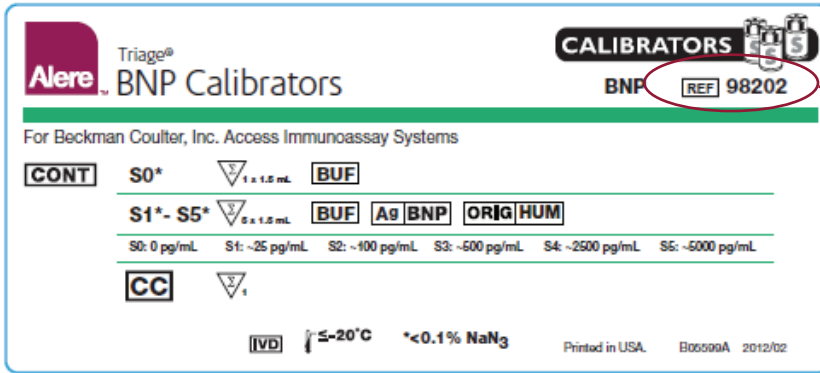 Alere™
Triage®
BNP Calibrators
CALIBRATORS S S S
BNP REF 98202
For Beckman Coulter, Inc. Access Immunoassay Systems
CONT S0* Σ 1 x 1.5 mL BUF
S1*- S5* Σ 5 x 1.5 mL BUF Ag BNP ORIG HUM
S0: 0 pg/mL S1: ~25 pg/mL S2: ~100 pg/mL S3: ~500 pg/mL S4: ~2500 pg/mL S5: ~5000 pg/mL
CC Σ 1
IVD ≤-20°C *<0.1% NaN3 Printed in USA. B05599A 2012/02